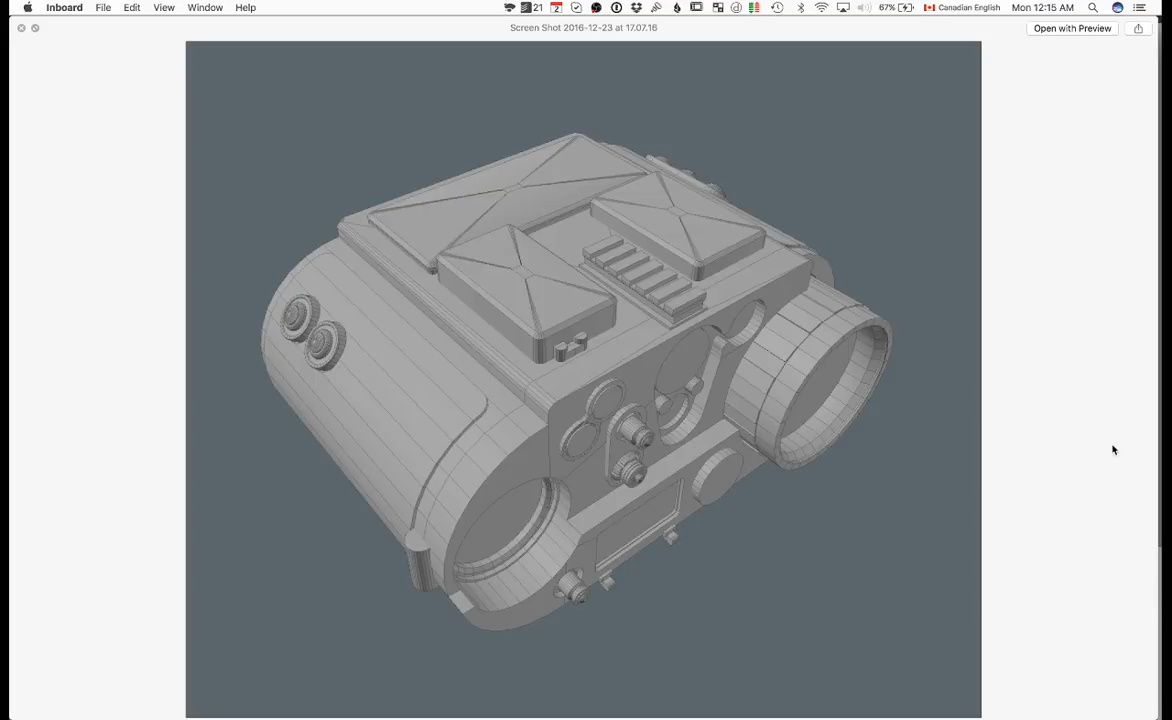 Inboard File Edit View Window Help 21 2 67% Canadian English Mon 12:15 AM
Screen Shot 2016-12-23 at 17.07.16 Open with Preview